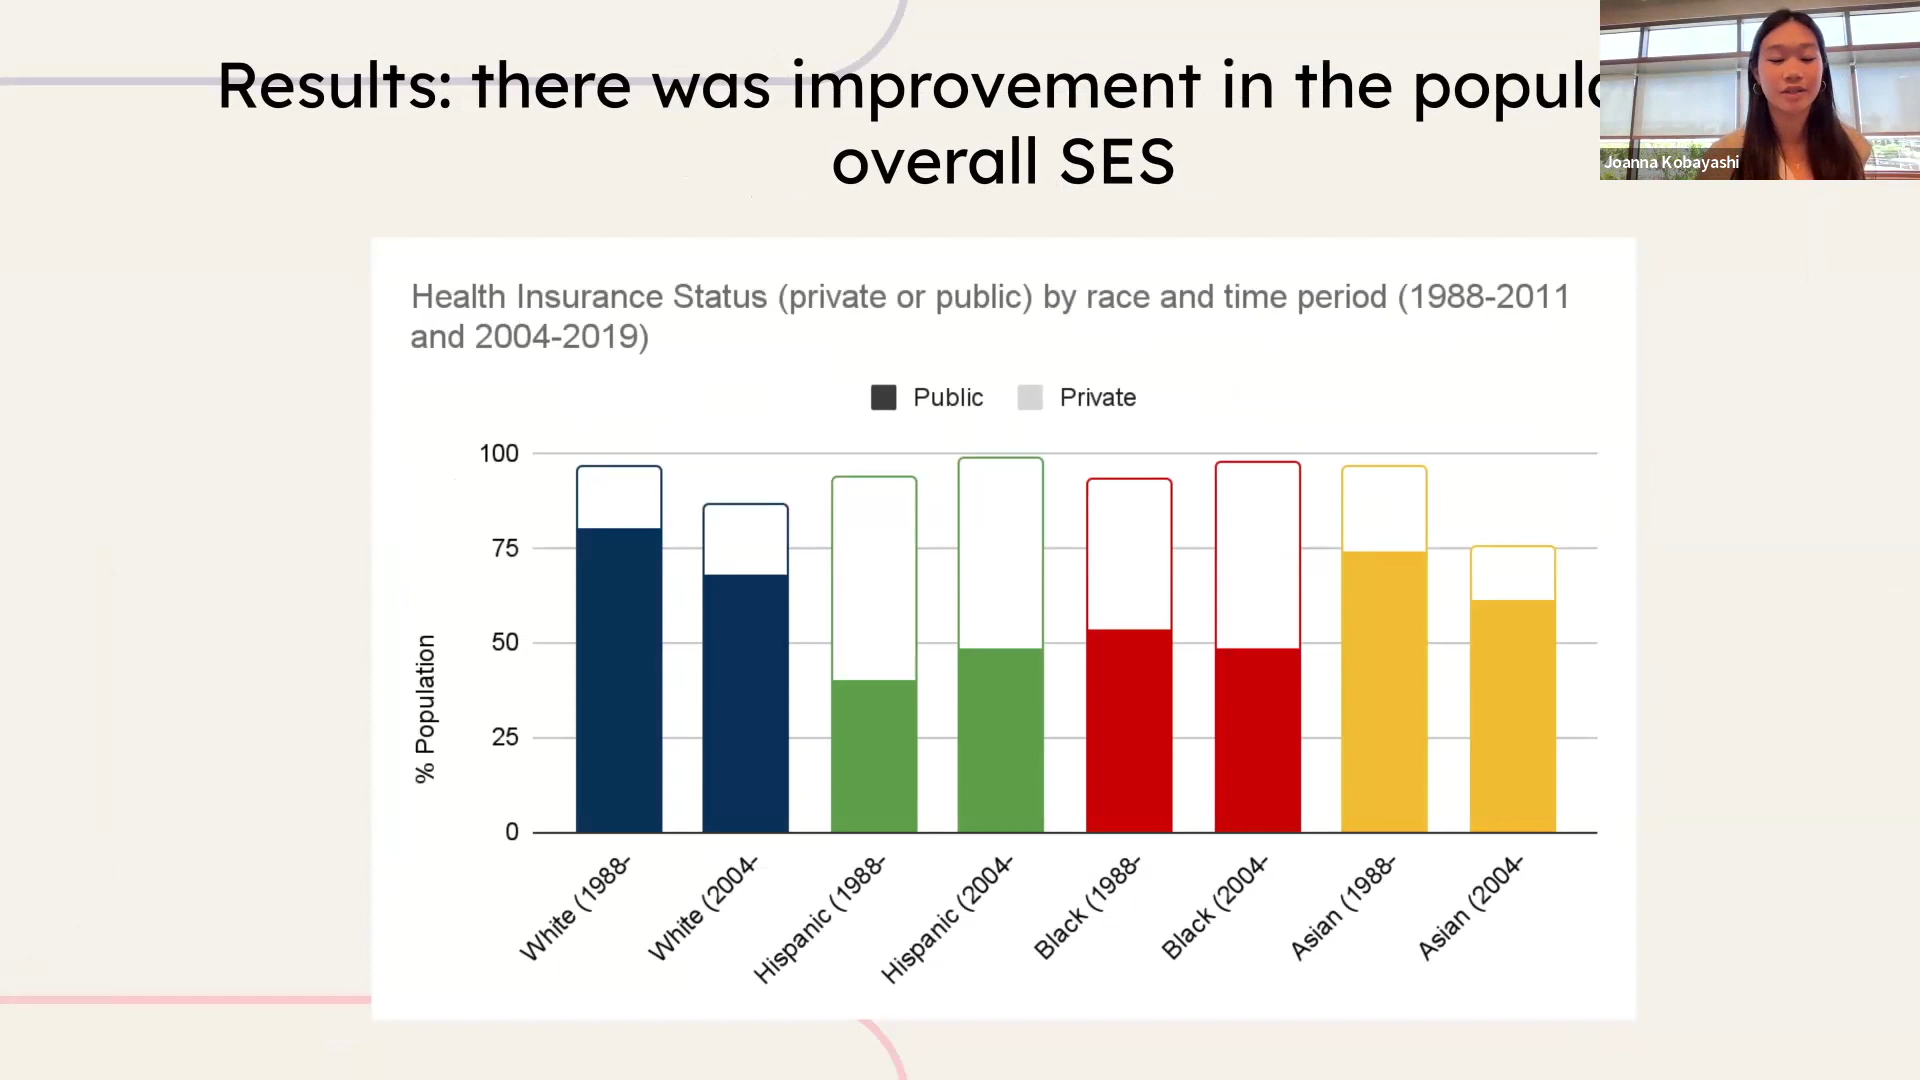 Results: there was improvement in the popula
overall SES
Joanna Kobayashi
Health Insurance Status (private or public) by race and time period (1988-2011
and 2004-2019)
Public
Private
100
75
50
25
0
% Population
White (1988-
White (2004-
Hispanic (1988-
Hispanic (2004-
Black (1988-
Black (2004-
Asian (1988-
Asian (2004-